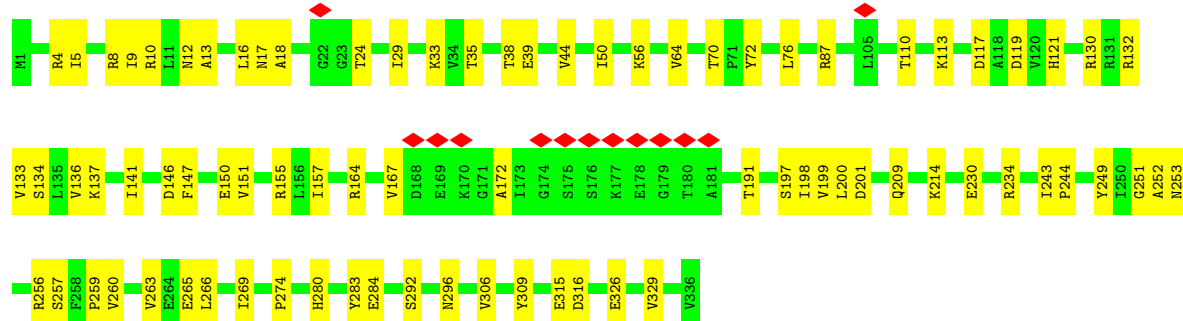 M1 R4 I5 R8 I9 R10 L11 N12 A13 L16 N17 A18 G22 G23 T24 I29 K33 V34 T35 T38 E39 V44 I50 K56 V64 T70 P71 Y72 L76 R87 L105 T110 K113 D117 A118 D119 V120 H121 R130 R131 R132
V133 S134 L135 V136 K137 I141 D146 F147 E150 V151 R155 L156 I157 R164 V167 D168 E169 K170 G171 A172 I173 G174 S175 S176 K177 E178 G179 T180 A181 T191 S197 I198 V199 L200 D201 Q209 K214 E230 R234 I243 P244 Y249 I250 G251 A252 N253
R256 S257 F258 P259 V260 V263 E264 E265 L266 I269 P274 H280 Y283 E284 S292 N296 V306 Y309 E315 D316 E326 V329 V336